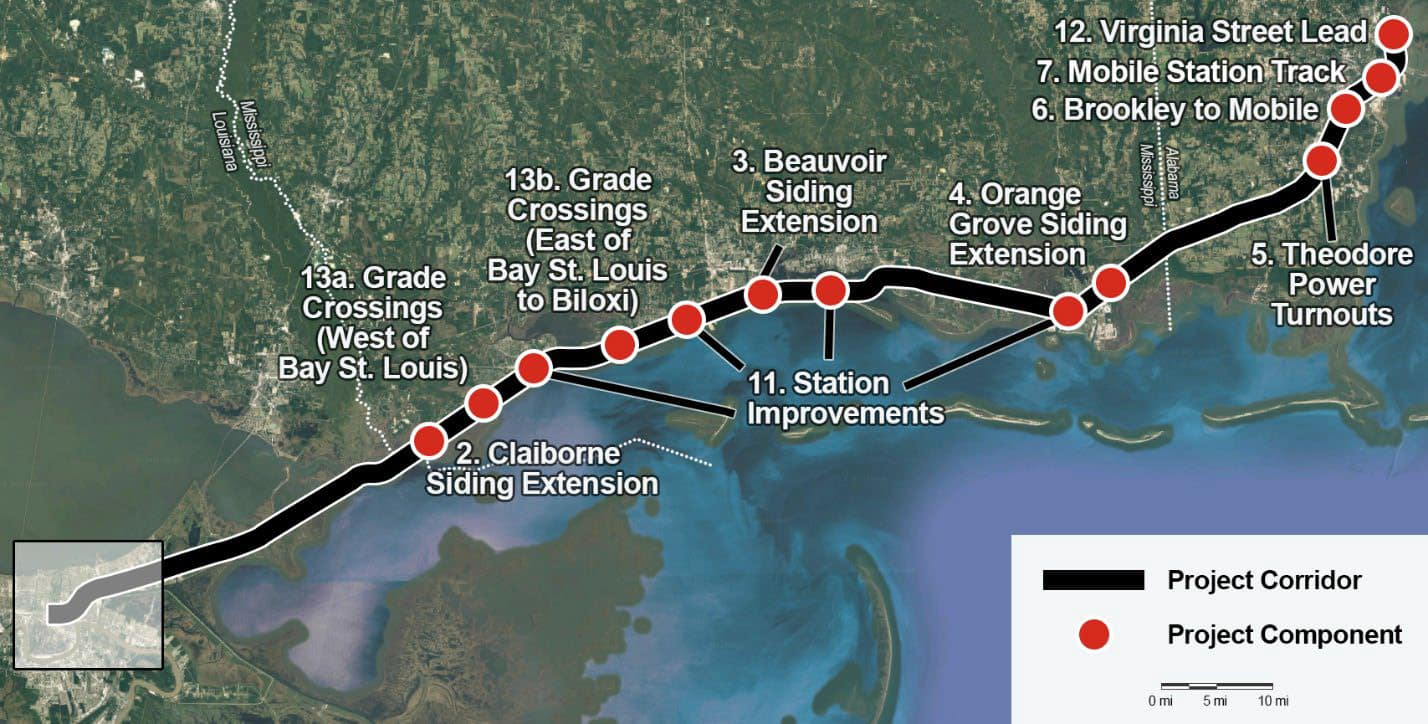 12. Virginia Street Lead
7. Mobile Station Track
6. Brookley to Mobile
Mississippi
Louisiana
Alabama
Mississippi
3. Beauvoir
Siding
Extension
13b. Grade
Crossings
(East of
Bay St. Louis
to Biloxi)
4. Orange
Grove Siding
Extension
13a. Grade
Crossings
(West of
Bay St. Louis)
5. Theodore
Power
Turnouts
11. Station
Improvements
2. Claiborne
Siding Extension
Project Corridor
Project Component
0 mi 5 mi 10 mi